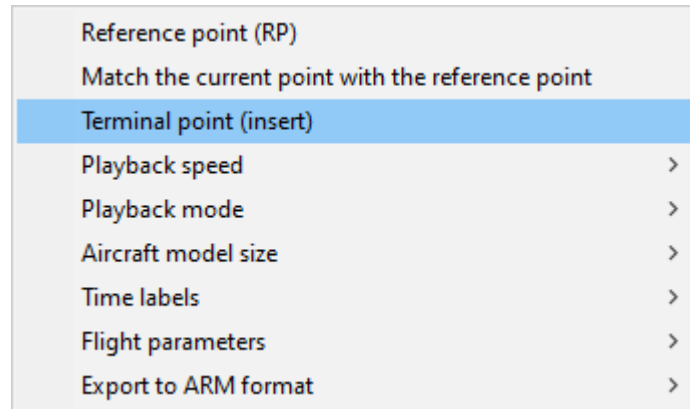 Reference point (RP)
Match the current point with the reference point
Terminal point (insert)
Playback speed
Playback mode
Aircraft model size
Time labels
Flight parameters
Export to ARM format